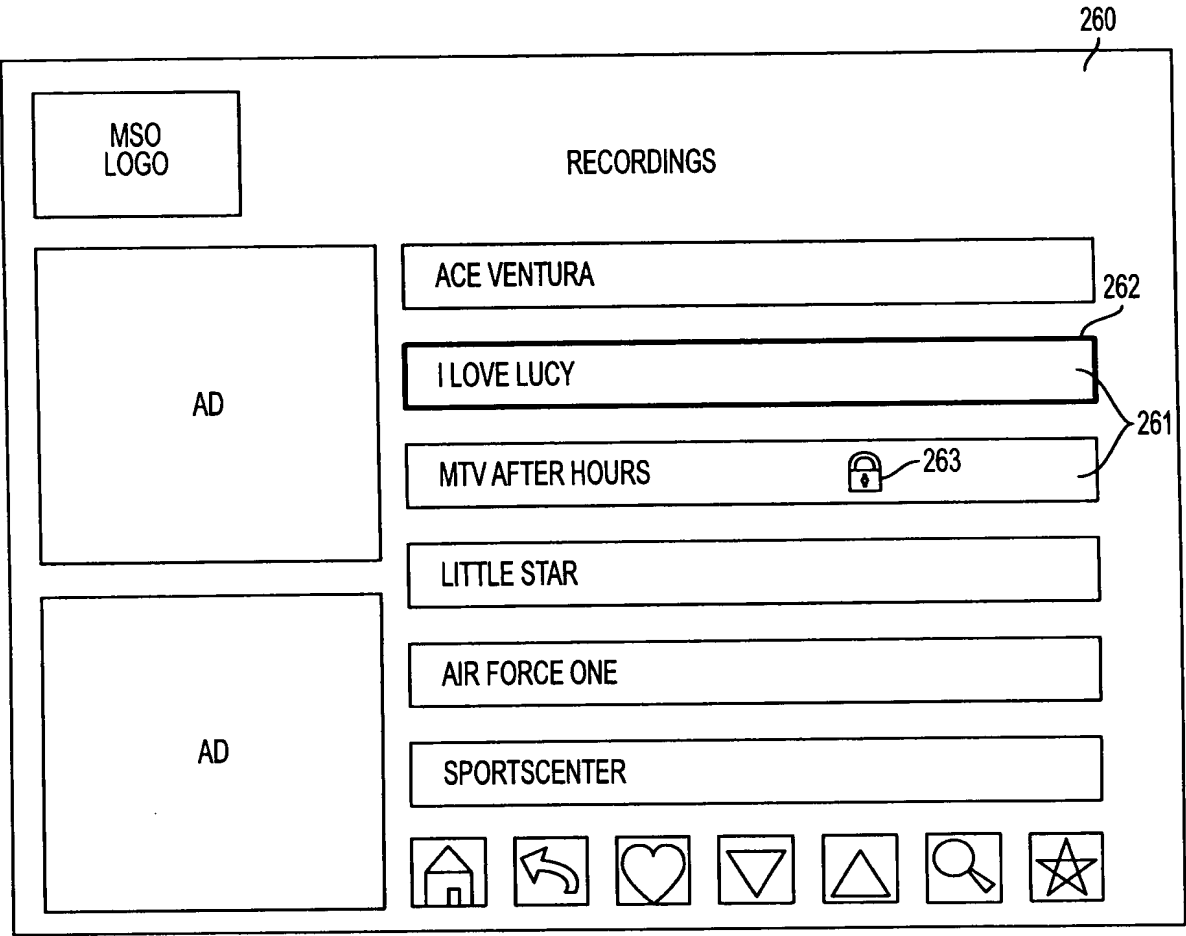 260
MSO
LOGO
RECORDINGS
ACE VENTURA
262
I LOVE LUCY
AD
261
MTV AFTER HOURS
263
LITTLE STAR
AIR FORCE ONE
AD
SPORTSCENTER